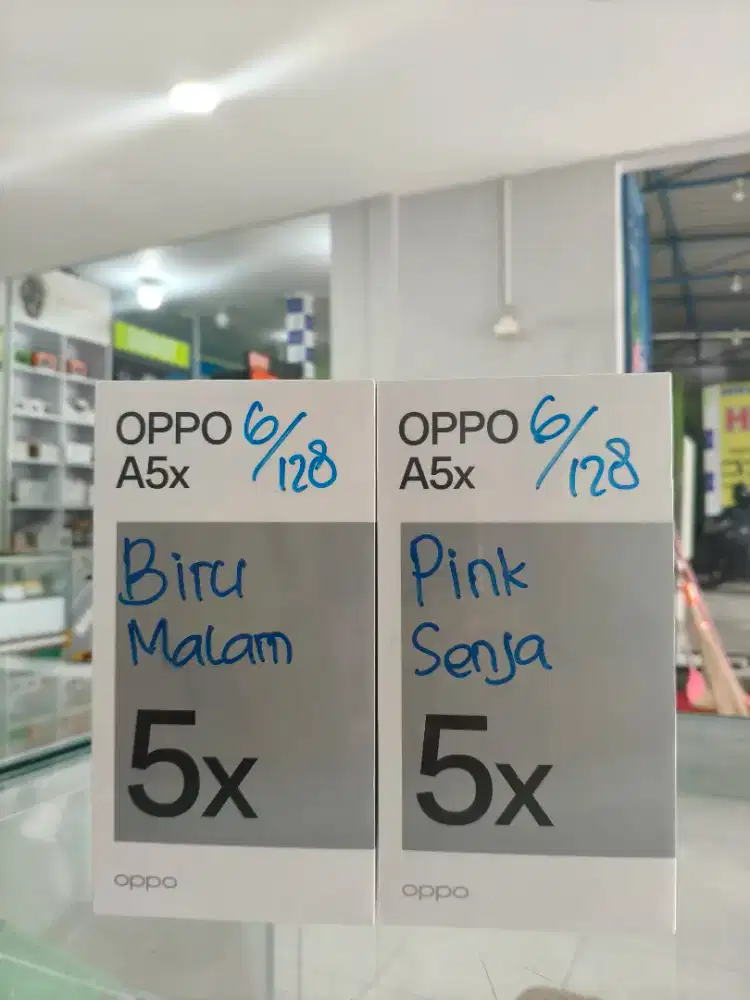 OPPO 6/128
A5x
Biru
Malam
5x
oppo
OPPO 6/128
A5x
Pink
Senja
5x
oppo
H